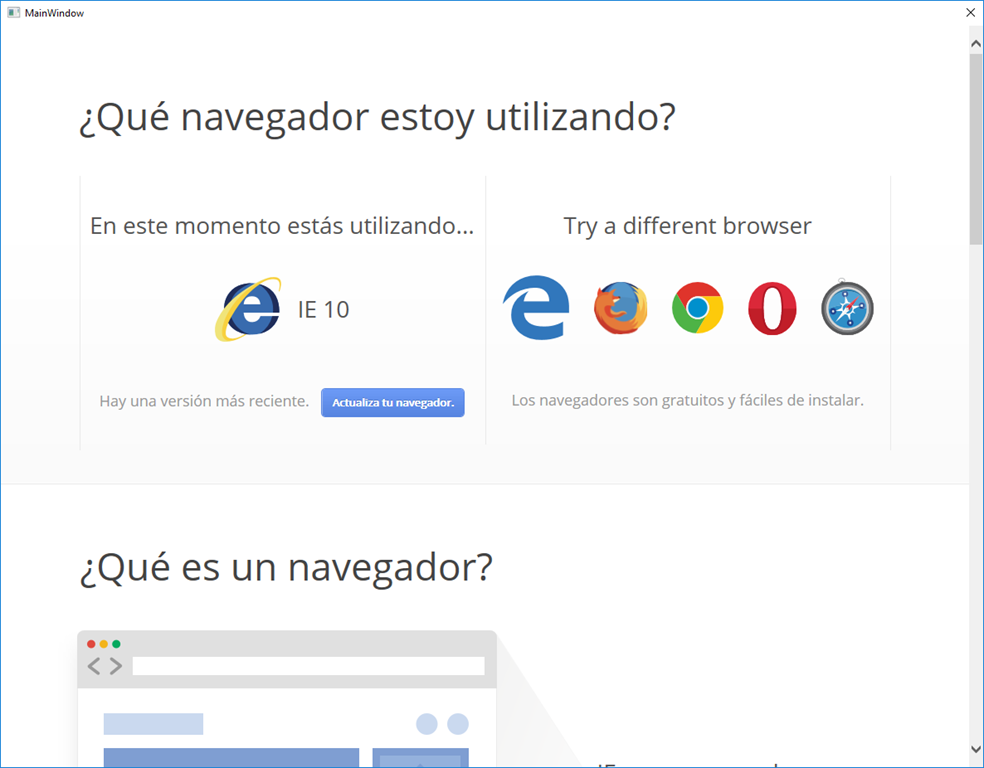 MainWindow
¿Qué navegador estoy utilizando?
En este momento estás utilizando...
IE 10
Hay una versión más reciente.
Actualiza tu navegador.
Try a different browser
Los navegadores son gratuitos y fáciles de instalar.
¿Qué es un navegador?